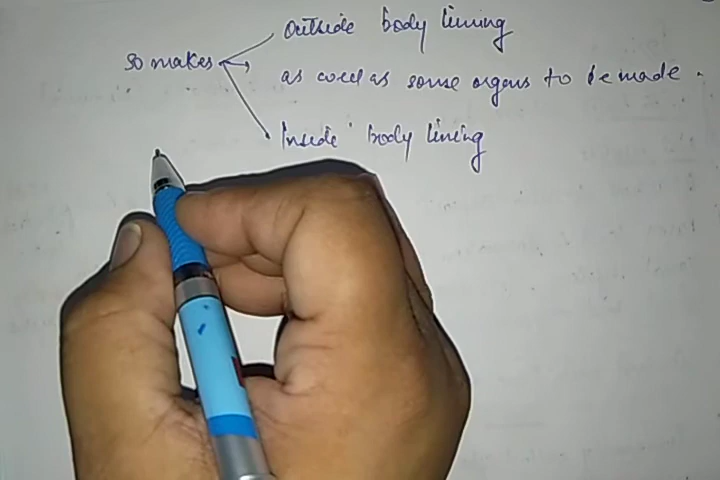 outside body lining
so makes
as well as some organs to be made.
Inside body lining